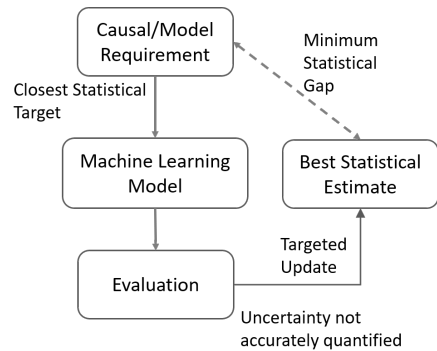 Causal/Model
Requirement
Minimum
Statistical
Gap
Closest Statistical
Target
Machine Learning
Model
Best Statistical
Estimate
Targeted
Update
Evaluation
Uncertainty not
accurately quantified